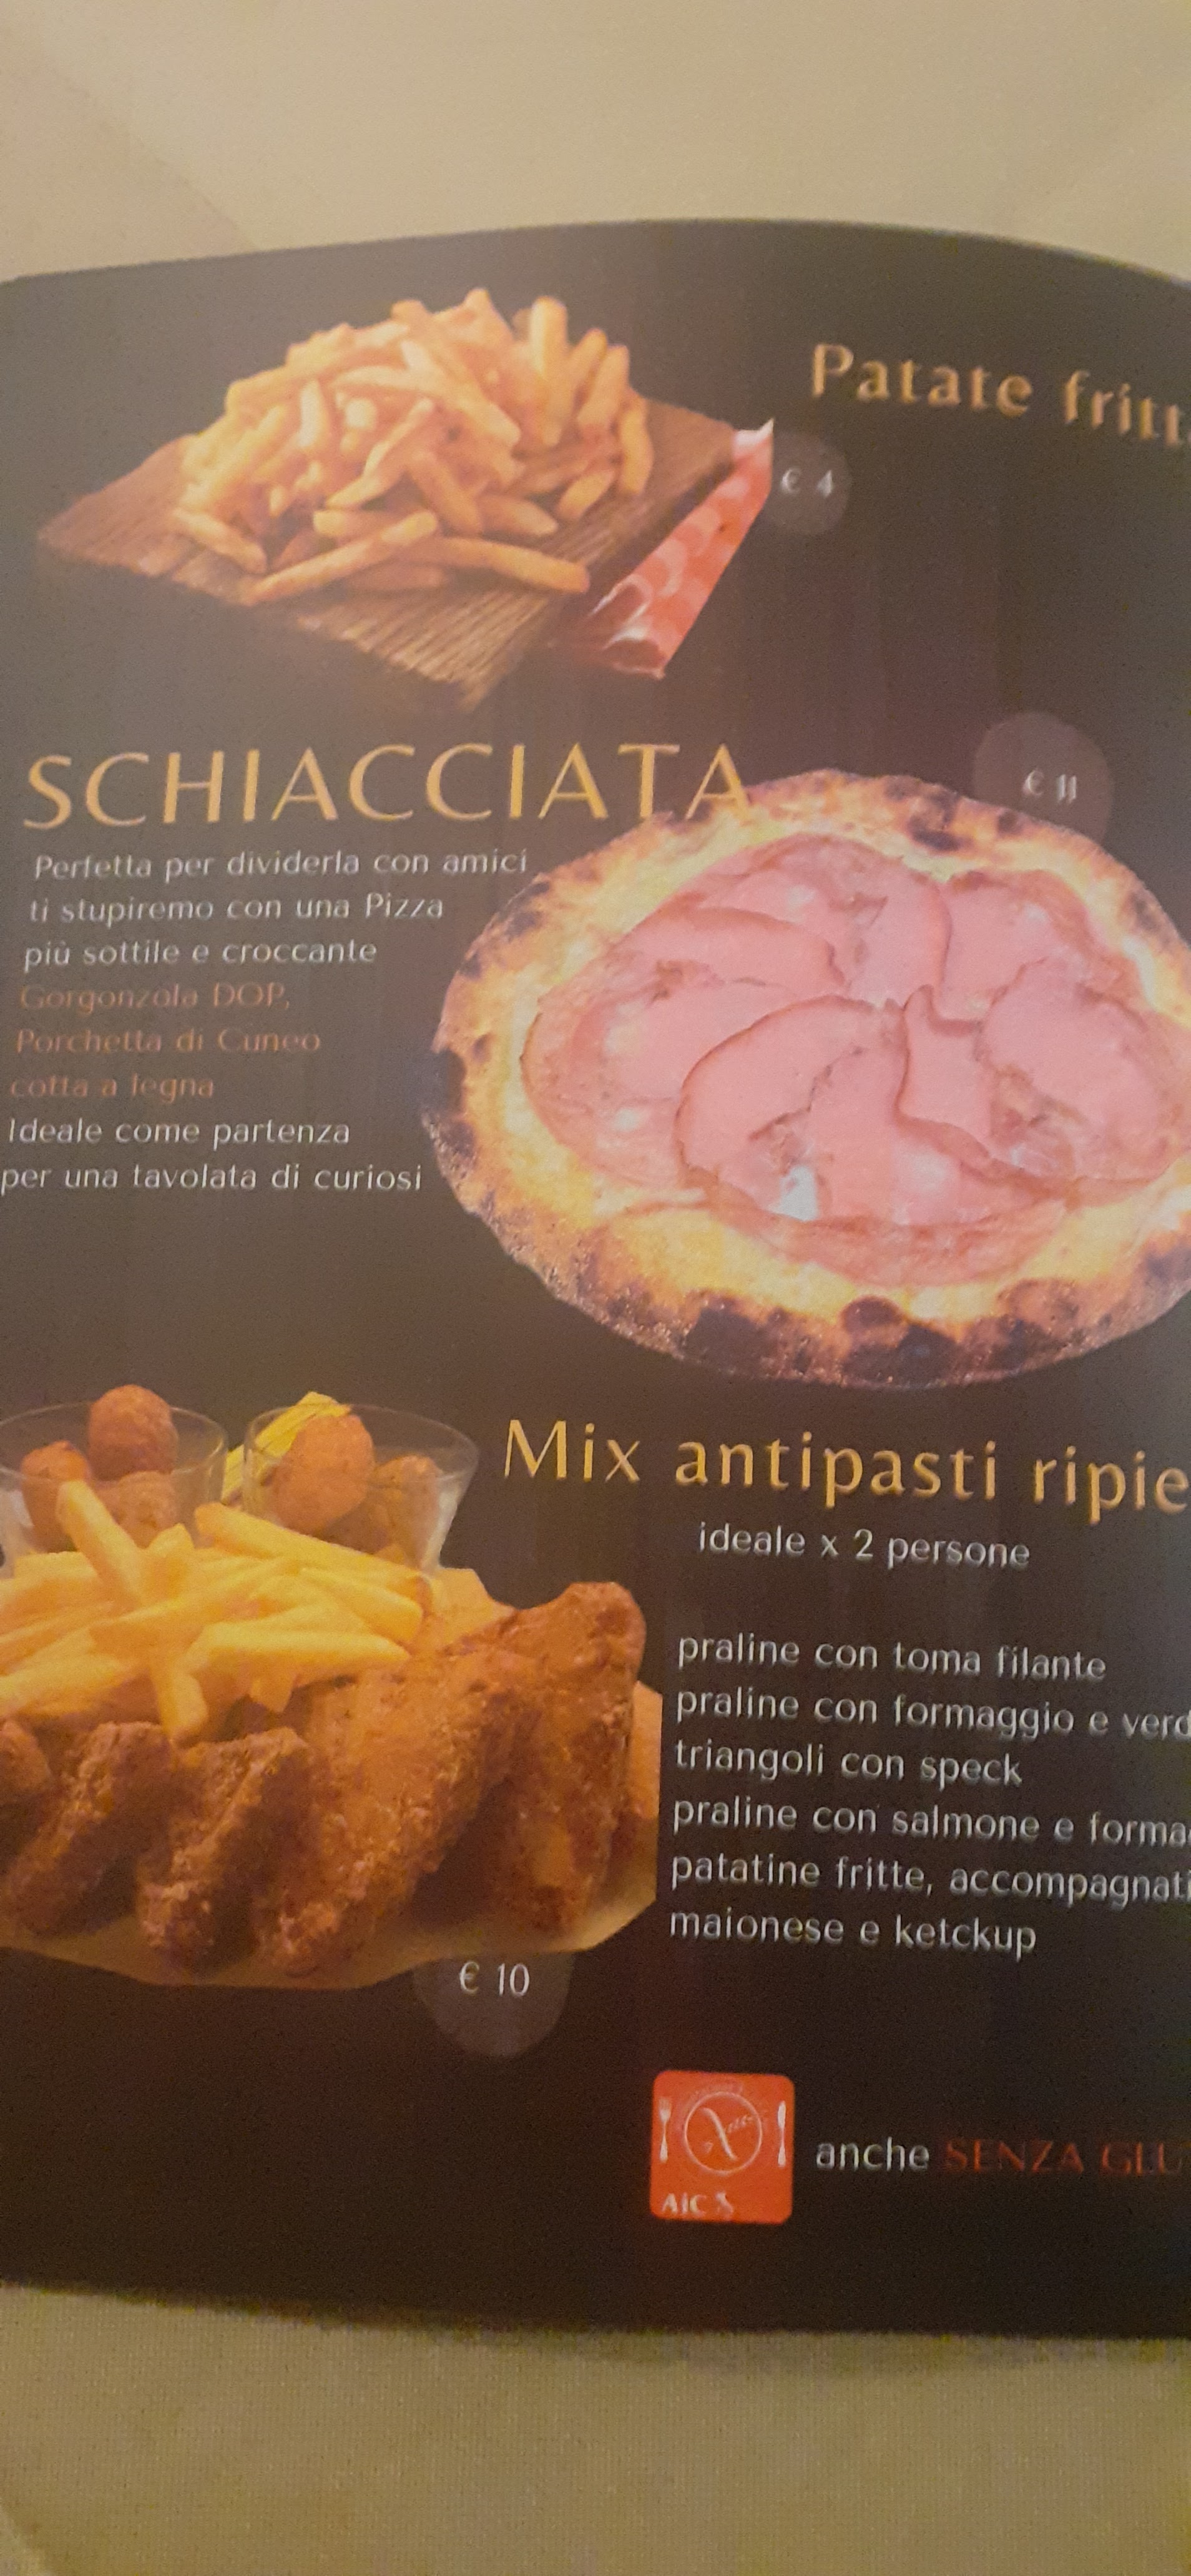 Patate fritt
€ 4
SCHIACCIATA
€ 11
Perfetta per dividerla con amici
ti stupiremo con una Pizza
più sottile e croccante
Gorgonzola DOP,
Porchetta di Cuneo
cotta a legna
Ideale come partenza
per una tavolata di curiosi
Mix antipasti ripie
ideale x 2 persone
praline con toma filante
praline con formaggio e verd
triangoli con speck
praline con salmone e forma
patatine fritte, accompagnati
maionese e ketckup
€ 10
AiC
anche SENZA GLU